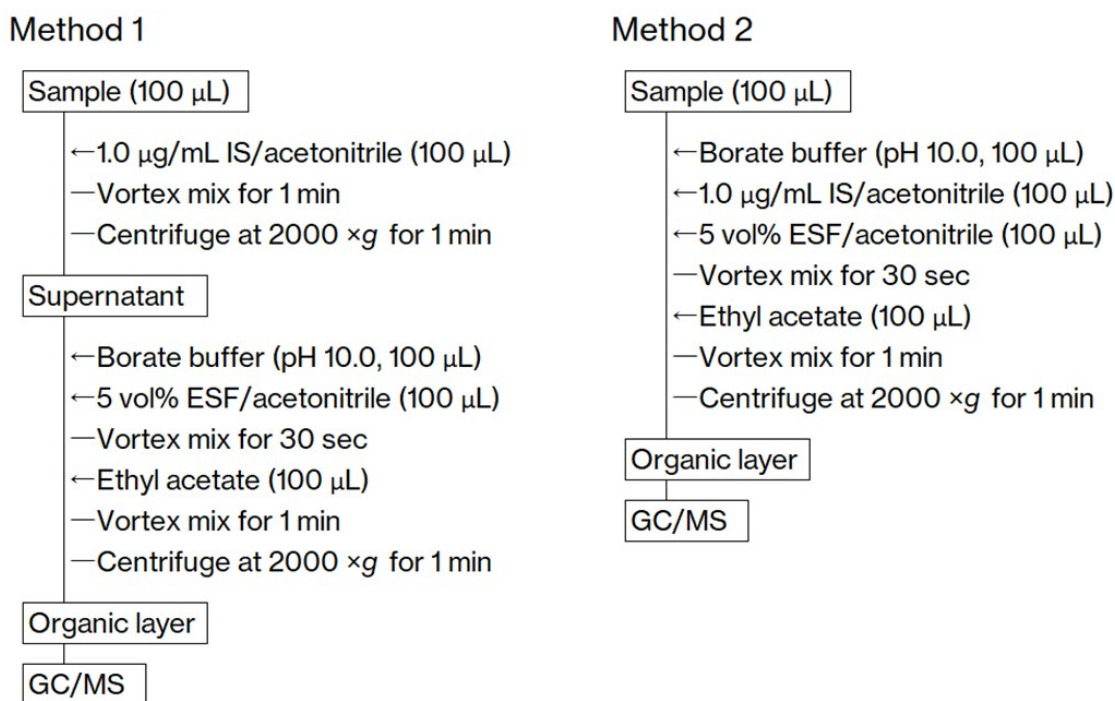 Method 1
Sample (100 µL)
←1.0 µg/mL IS/acetonitrile (100 µL)
—Vortex mix for 1 min
—Centrifuge at 2000 ×g for 1 min
Supernatant
←Borate buffer (pH 10.0, 100 µL)
←5 vol% ESF/acetonitrile (100 µL)
—Vortex mix for 30 sec
←Ethyl acetate (100 µL)
—Vortex mix for 1 min
—Centrifuge at 2000 ×g for 1 min
Organic layer
GC/MS
Method 2
Sample (100 µL)
←Borate buffer (pH 10.0, 100 µL)
←1.0 µg/mL IS/acetonitrile (100 µL)
←5 vol% ESF/acetonitrile (100 µL)
—Vortex mix for 30 sec
←Ethyl acetate (100 µL)
—Vortex mix for 1 min
—Centrifuge at 2000 ×g for 1 min
Organic layer
GC/MS